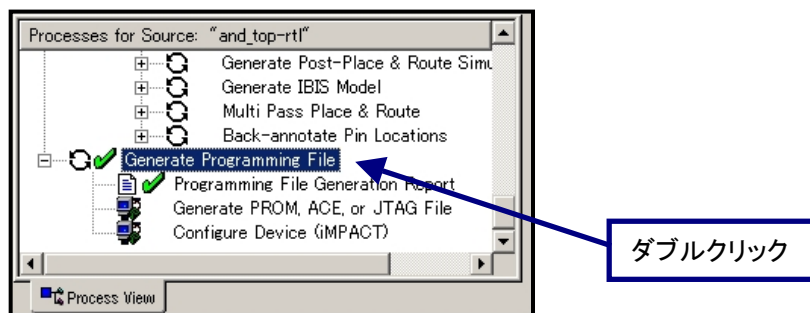 Processes for Source: "and_top-rtl"
Generate Post-Place & Route Simu
Generate IBIS Model
Multi Pass Place & Route
Back-annotate Pin Locations
Generate Programming File
Programming File Generation Report
Generate PROM, ACE, or JTAG File
Configure Device (iMPACT)
ダブルクリック
Process View